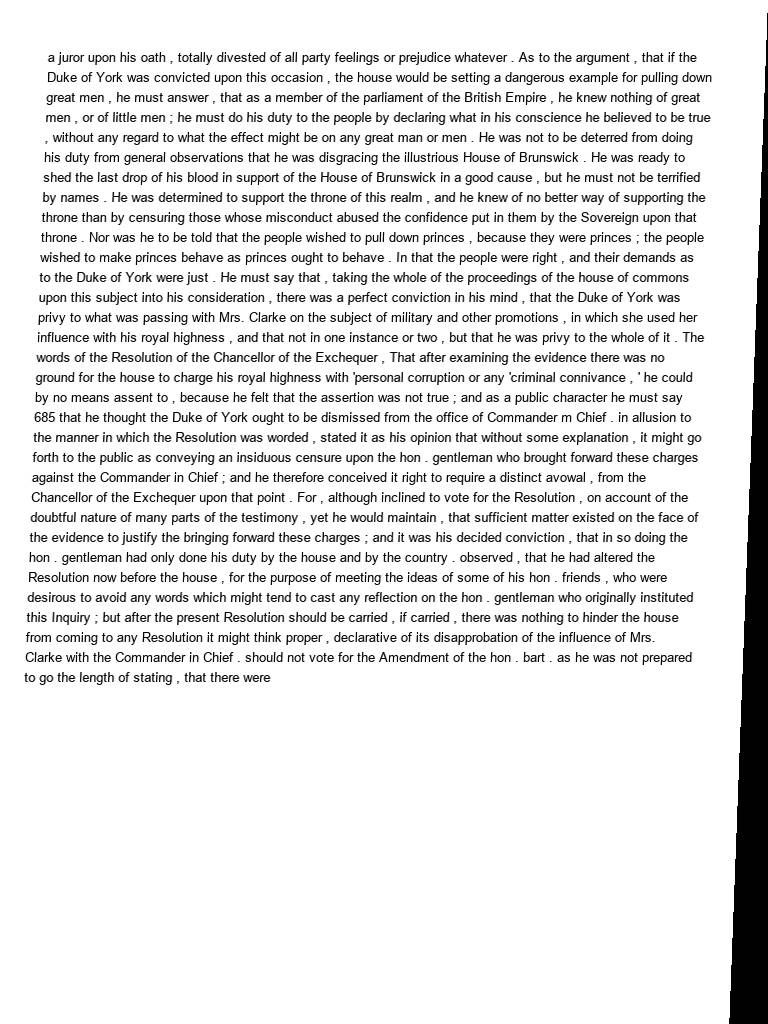 a juror upon his oath , totally divested of all party feelings or prejudice whatever . As to the argument , that if the
Duke of York was convicted upon this occasion , the house would be setting a dangerous example for pulling down
great men , he must answer , that as a member of the parliament of the British Empire , he knew nothing of great
men , or of little men ; he must do his duty to the people by declaring what in his conscience he believed to be true
, without any regard to what the effect might be on any great man or men . He was not to be deterred from doing
his duty from general observations that he was disgracing the illustrious House of Brunswick . He was ready to
shed the last drop of his blood in support of the House of Brunswick in a good cause , but he must not be terrified
by names . He was determined to support the throne of this realm , and he knew of no better way of supporting the
throne than by censuring those whose misconduct abused the confidence put in them by the Sovereign upon that
throne . Nor was he to be told that the people wished to pull down princes , because they were princes ; the people
wished to make princes behave as princes ought to behave . In that the people were right , and their demands as
to the Duke of York were just . He must say that , taking the whole of the proceedings of the house of commons
upon this subject into his consideration , there was a perfect conviction in his mind , that the Duke of York was
privy to what was passing with Mrs. Clarke on the subject of military and other promotions , in which she used her
influence with his royal highness , and that not in one instance or two , but that he was privy to the whole of it . The
words of the Resolution of the Chancellor of the Exchequer , That after examining the evidence there was no
ground for the house to charge his royal highness with 'personal corruption or any 'criminal connivance , ' he could
by no means assent to , because he felt that the assertion was not true ; and as a public character he must say
685 that he thought the Duke of York ought to be dismissed from the office of Commander m Chief . in allusion to
the manner in which the Resolution was worded , stated it as his opinion that without some explanation , it might go
forth to the public as conveying an insiduous censure upon the hon . gentleman who brought forward these charges
against the Commander in Chief ; and he therefore conceived it right to require a distinct avowal , from the
Chancellor of the Exchequer upon that point . For , although inclined to vote for the Resolution , on account of the
doubtful nature of many parts of the testimony , yet he would maintain , that sufficient matter existed on the face of
the evidence to justify the bringing forward these charges ; and it was his decided conviction , that in so doing the
hon . gentleman had only done his duty by the house and by the country . observed , that he had altered the
Resolution now before the house , for the purpose of meeting the ideas of some of his hon . friends , who were
desirous to avoid any words which might tend to cast any reflection on the hon . gentleman who originally instituted
this Inquiry ; but after the present Resolution should be carried , if carried , there was nothing to hinder the house
from coming to any Resolution it might think proper , declarative of its disapprobation of the influence of Mrs.
Clarke with the Commander in Chief . should not vote for the Amendment of the hon . bart . as he was not prepared
to go the length of stating , that there were